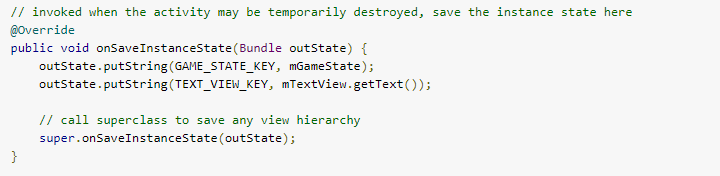 // invoked when the activity may be temporarily destroyed, save the instance state here
@Override
public void onSaveInstanceState(Bundle outState) {
    outState.putString(GAME_STATE_KEY, mGameState);
    outState.putString(TEXT_VIEW_KEY, mTextView.getText());

    // call superclass to save any view hierarchy
    super.onSaveInstanceState(outState);
}